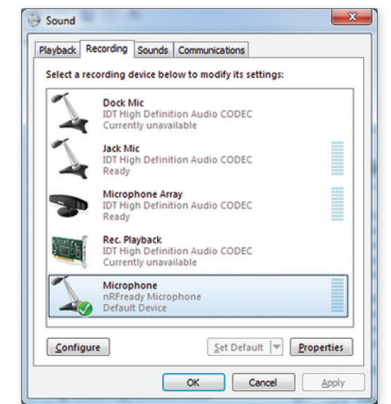 Sound
Playback Recording Sounds Communications
Select a recording device below to modify its settings:
Dock Mic
IDT High Definition Audio CODEC
Currently unavailable
Jack Mic
IDT High Definition Audio CODEC
Ready
Microphone Array
IDT High Definition Audio CODEC
Ready
Rec. Playback
IDT High Definition Audio CODEC
Currently unavailable
Microphone
nRFready Microphone
Default Device
Configure Set Default Properties
OK Cancel Apply